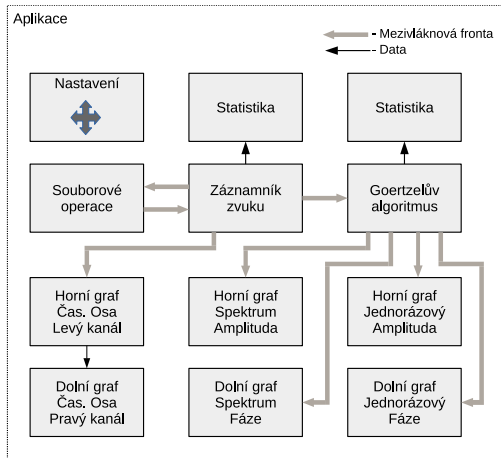 Aplikace
- Mezivláknová fronta
- Data
Nastavení
Statistika
Statistika
Souborové
operace
Záznamník
zvuku
Goertzelův
algoritmus
Horní graf
Čas. Osa
Levý kanál
Horní graf
Spektrum
Amplituda
Horní graf
Jednorázový
Amplituda
Dolní graf
Čas. Osa
Pravý kanál
Dolní graf
Spektrum
Fáze
Dolní graf
Jednorázový
Fáze